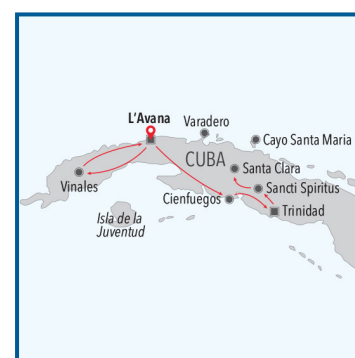 L'Avana
Varadero
Cayo Santa Maria
CUBA
Santa Clara
Vinales
Sancti Spiritus
Cienfuegos
Trinidad
Isla de la
Juventud